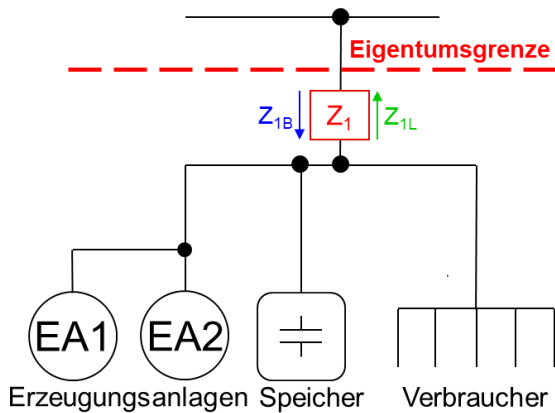 Eigentumsgrenze
Z1B Z1 Z1L
EA1 EA2
Erzeugungsanlagen Speicher Verbraucher